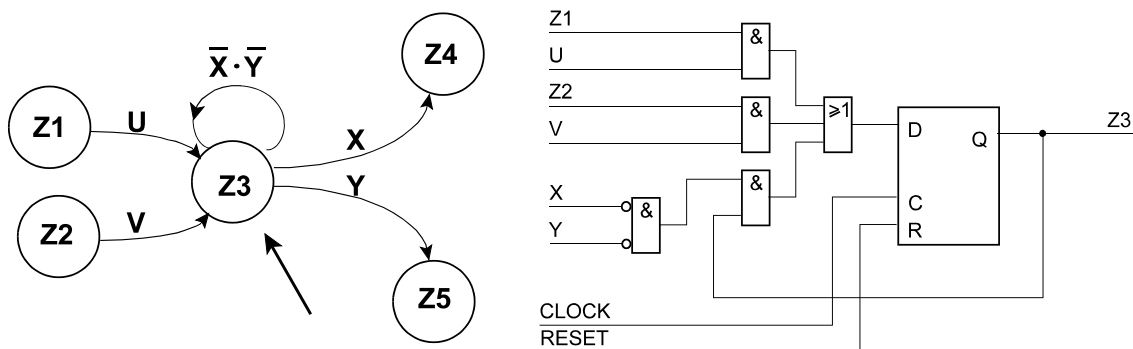 X̅·Y̅
Z4
Z1
U
X
Z3
Y
Z2
V
Z5
Z1
U
&
Z2
V
&
≥1
X
Y
&
&
D
Q
C
R
Z3
CLOCK
RESET